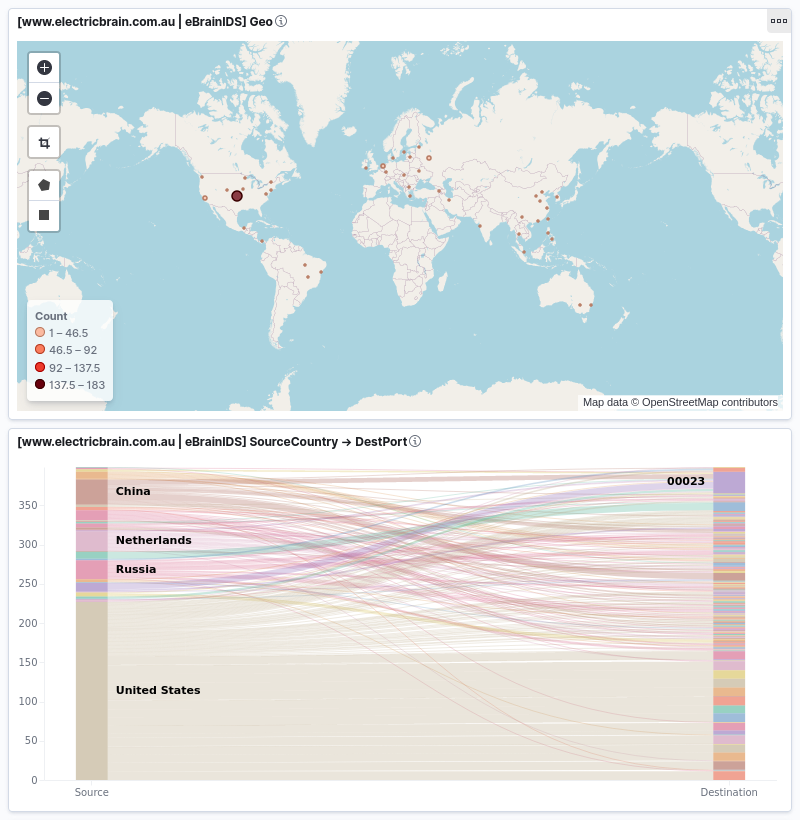 [www.electricbrain.com.au | eBrainIDS] Geo
Count
1 – 46.5
46.5 – 92
92 – 137.5
137.5 – 183
Map data © OpenStreetMap contributors
[www.electricbrain.com.au | eBrainIDS] SourceCountry → DestPort
350
300
250
200
150
100
50
0
China
Netherlands
Russia
United States
00023
Source
Destination